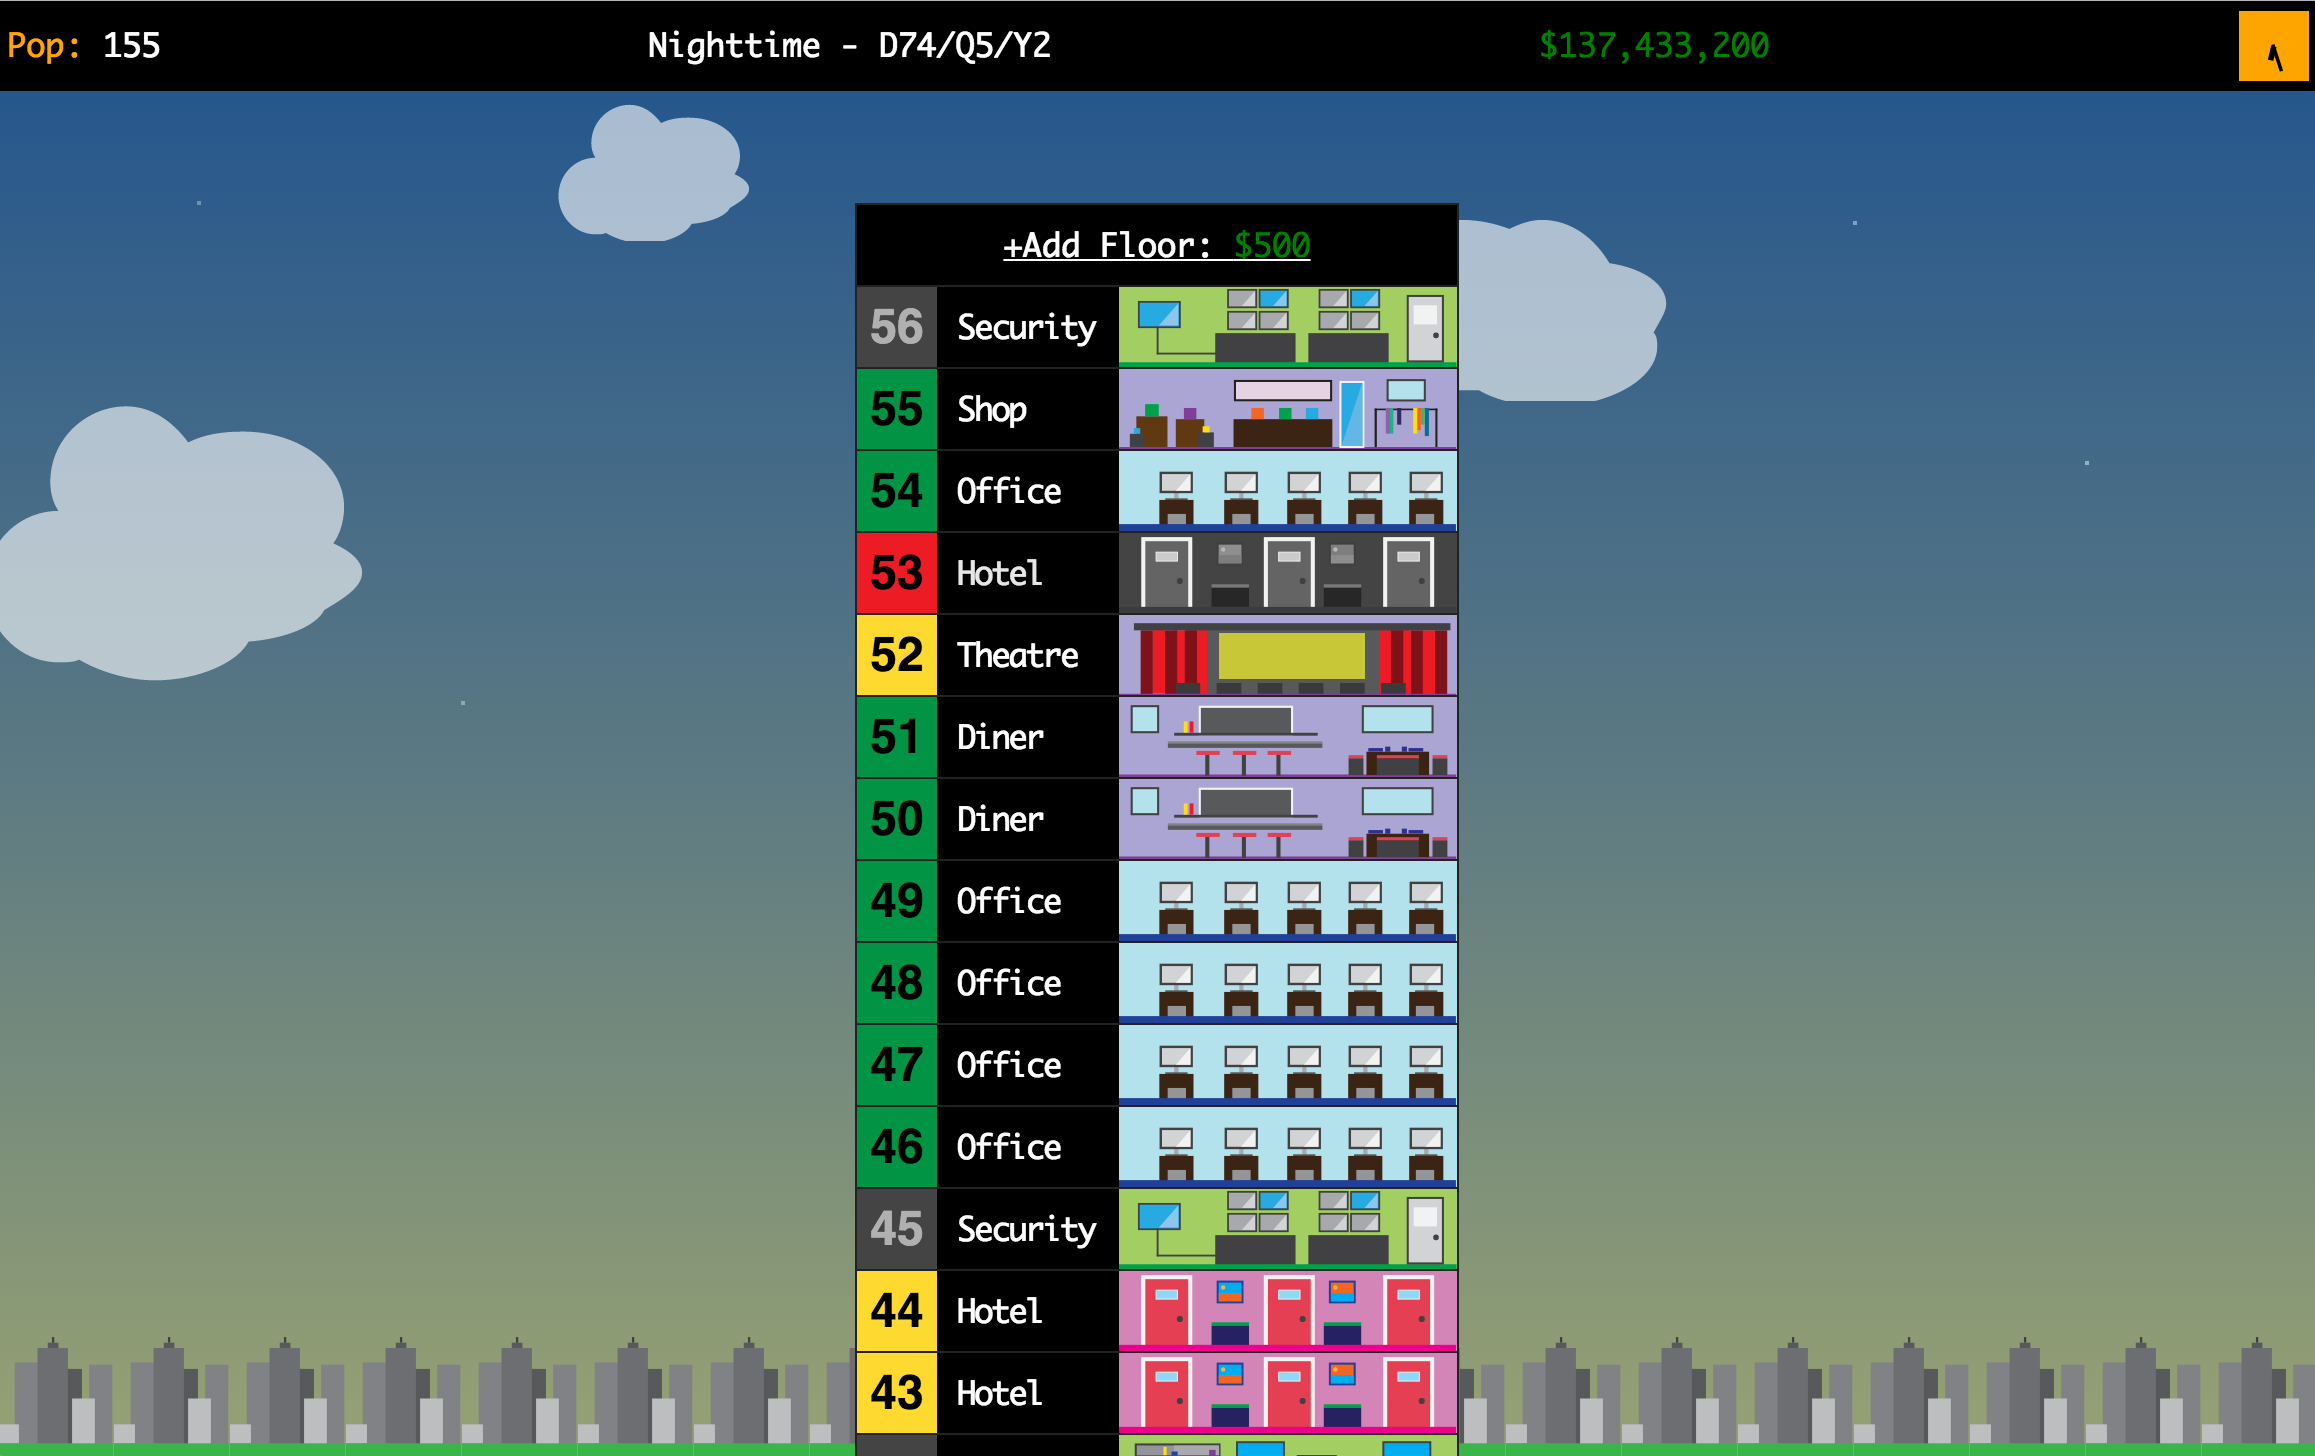 Pop: 155
Nighttime - D74/Q5/Y2
$137,433,200
+Add Floor: $500
56 Security
55 Shop
54 Office
53 Hotel
52 Theatre
51 Diner
50 Diner
49 Office
48 Office
47 Office
46 Office
45 Security
44 Hotel
43 Hotel